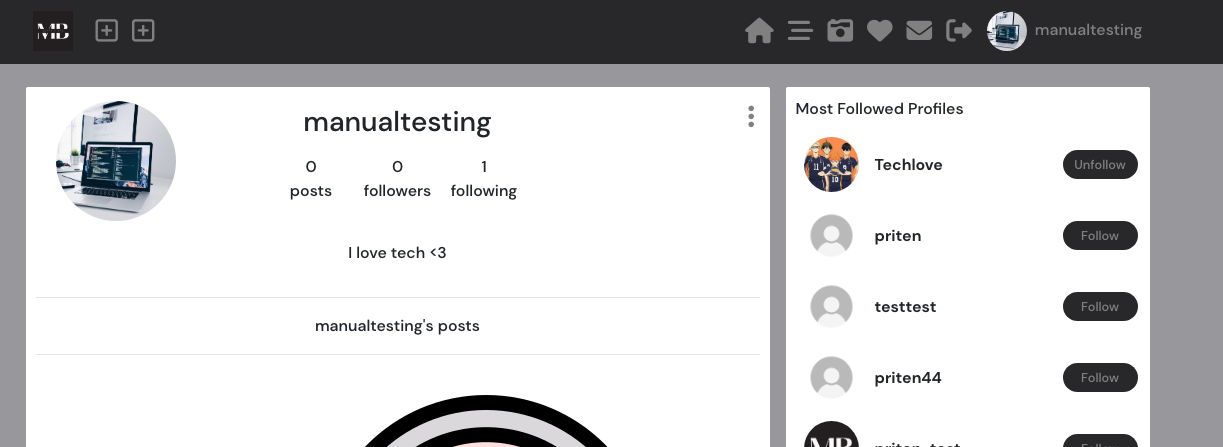 MB
manualtesting
manualtesting
0 0 1
posts followers following
I love tech <3
manualtesting's posts
Most Followed Profiles
Techlove Unfollow
priten Follow
testtest Follow
priten44 Follow